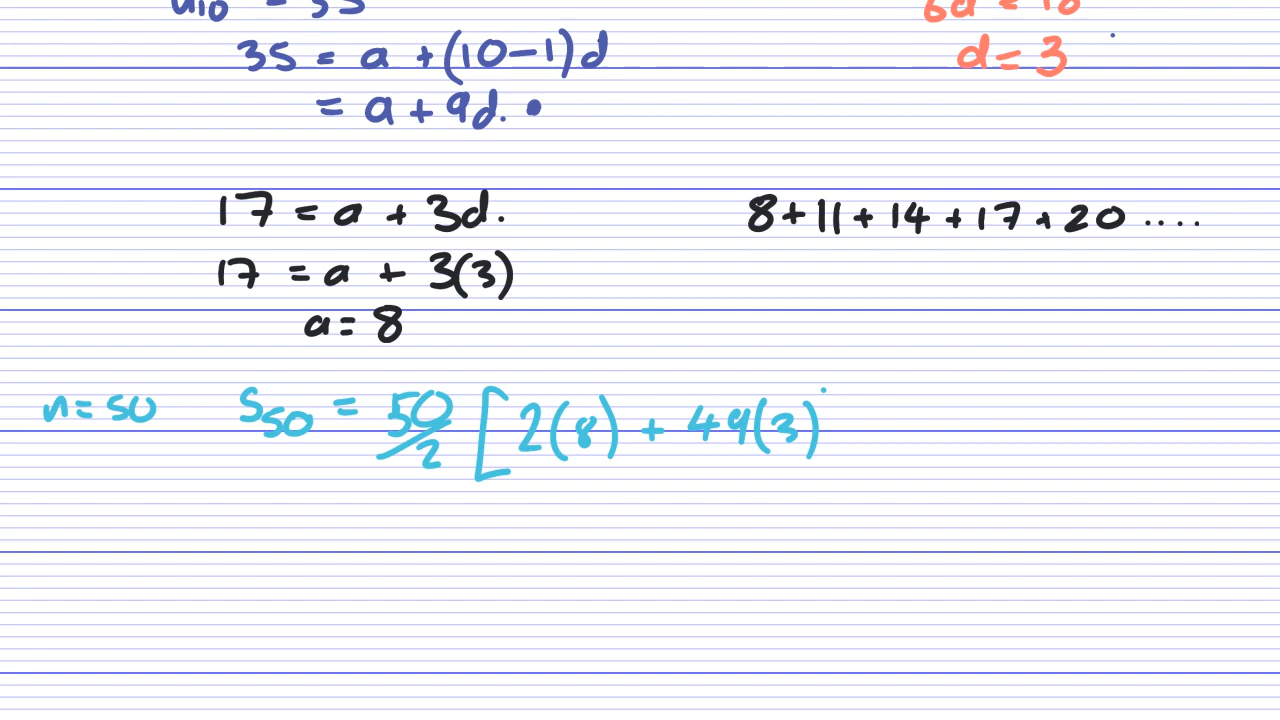 35 = a + (10-1)d
= a + 9d.
d = 3
17 = a + 3d.
17 = a + 3(3)
a = 8
8 + 11 + 14 + 17 + 20 ....
n = 50
S50 = 50/2 [2(8) + 49(3)